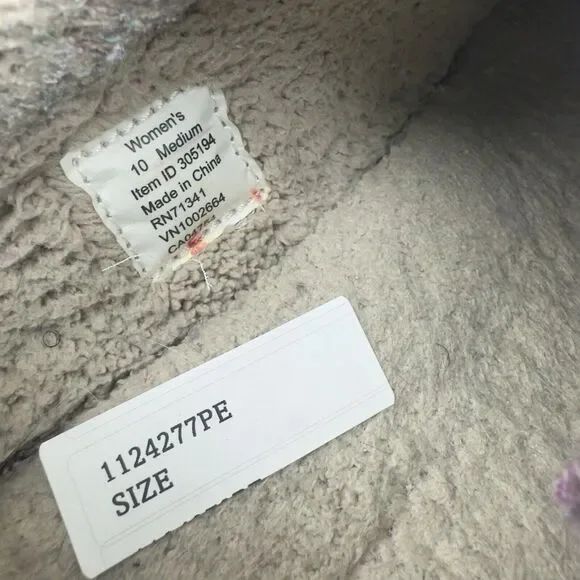 Women's
10 Medium
Item ID 305194
Made in China
RN71341
VN1002664
1124277PE
SIZE